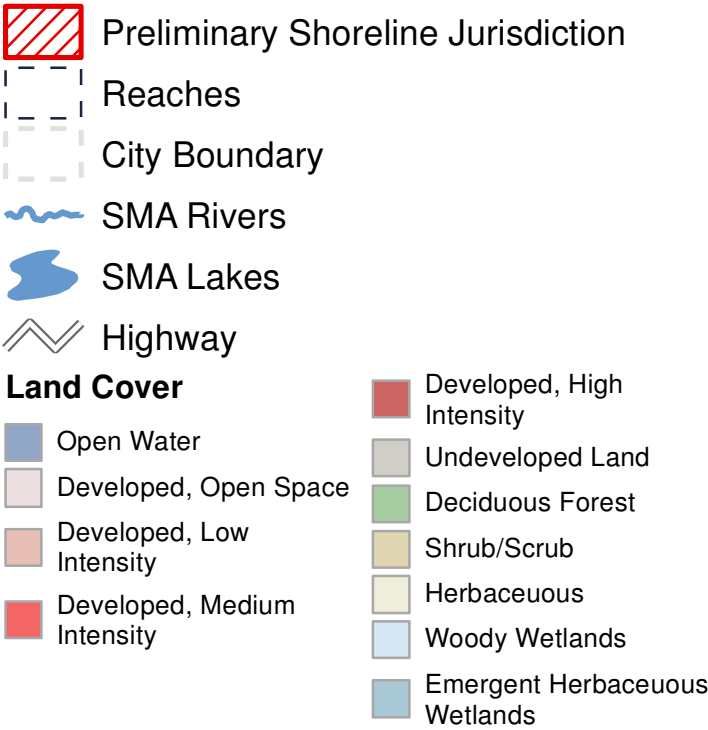 Preliminary Shoreline Jurisdiction
Reaches
City Boundary
SMA Rivers
SMA Lakes
Highway
Land Cover
Open Water
Developed, Open Space
Developed, Low
Intensity
Developed, Medium
Intensity
Developed, High
Intensity
Undeveloped Land
Deciduous Forest
Shrub/Scrub
Herbaceuous
Woody Wetlands
Emergent Herbaceuous
Wetlands